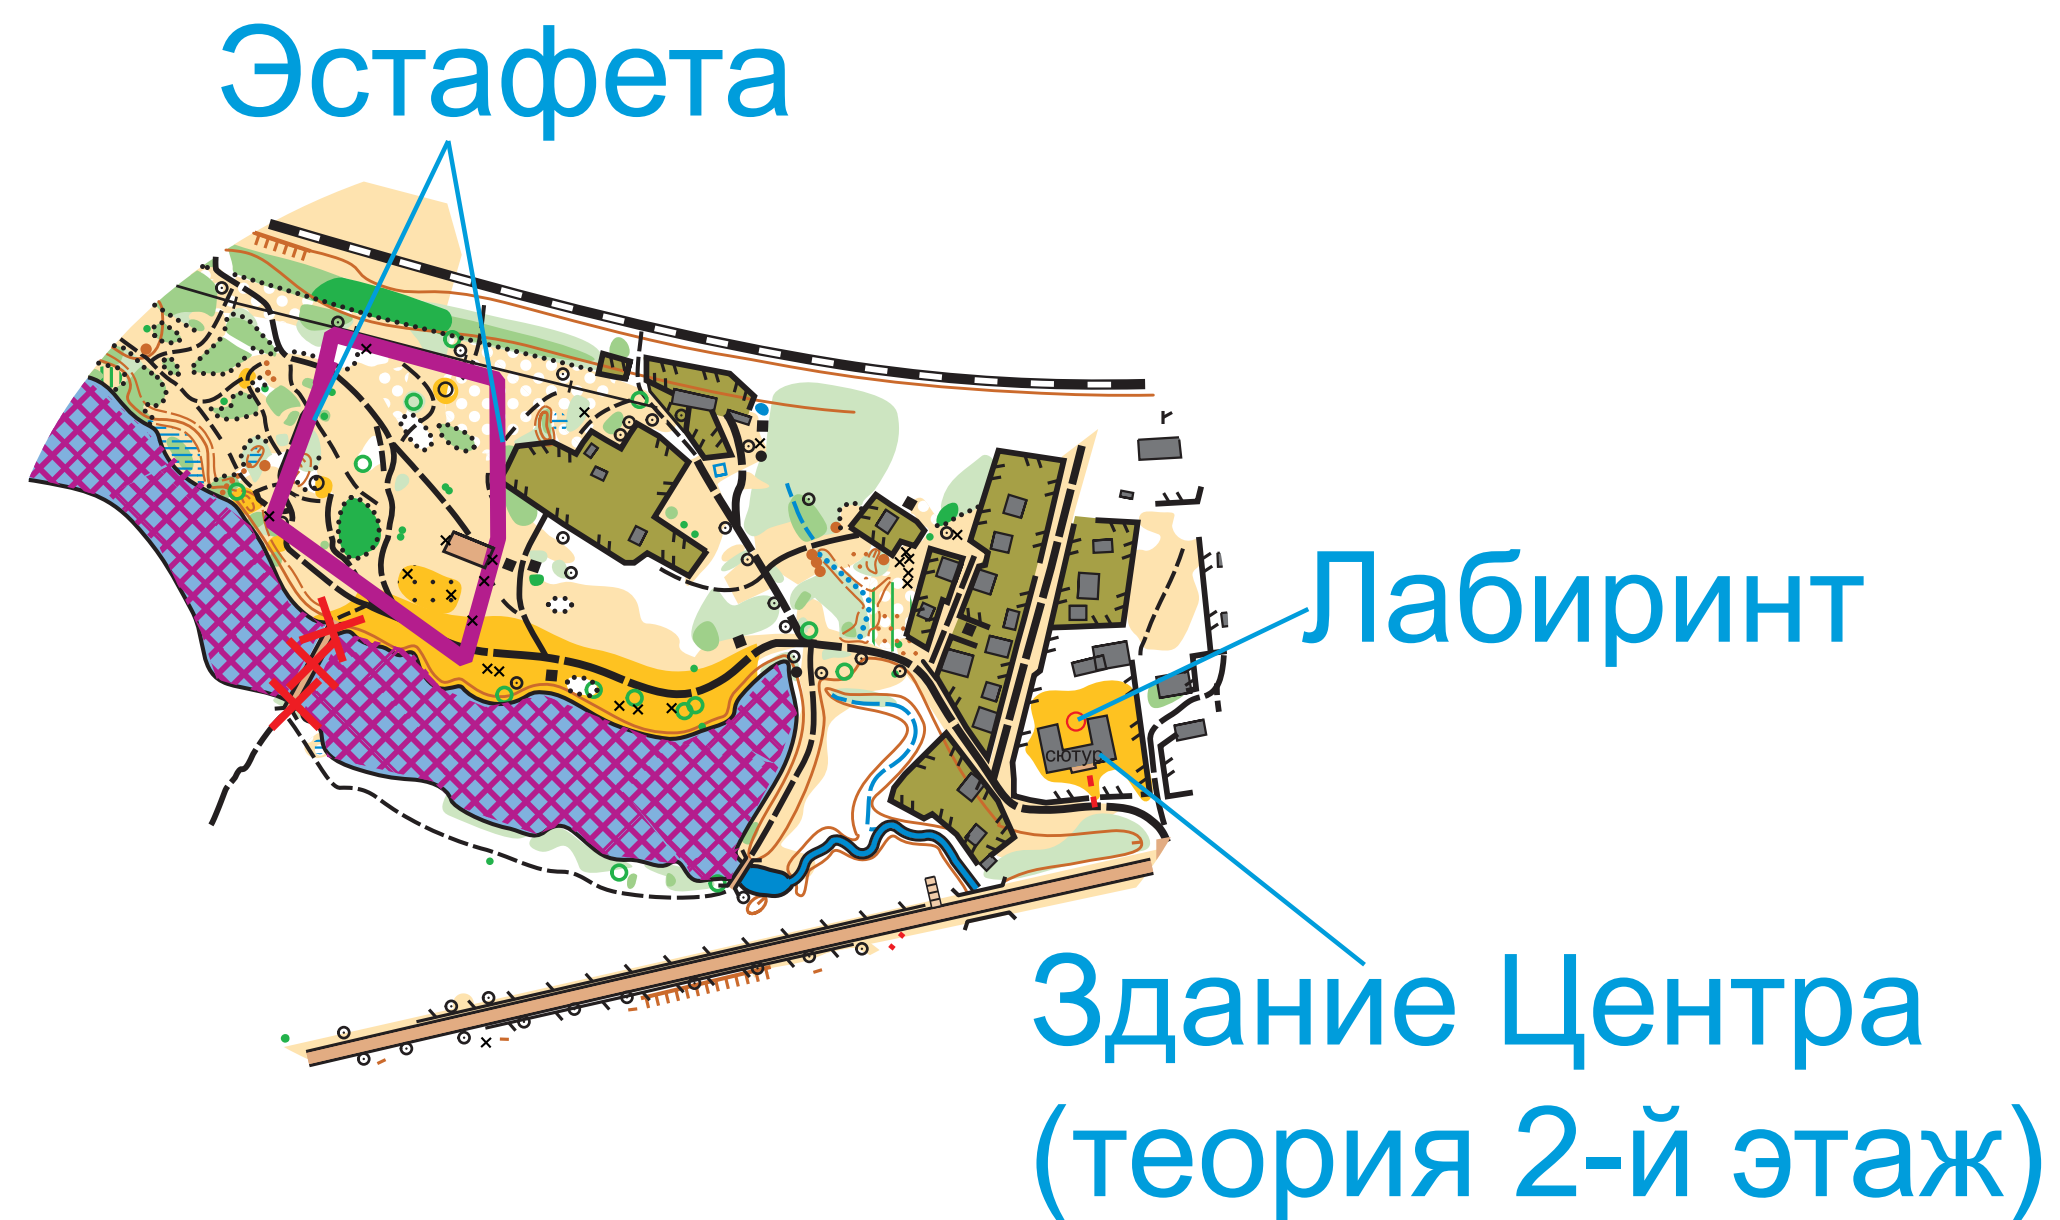 Эстафета
Лабиринт
сютур
Здание Центра
(теория 2-й этаж)